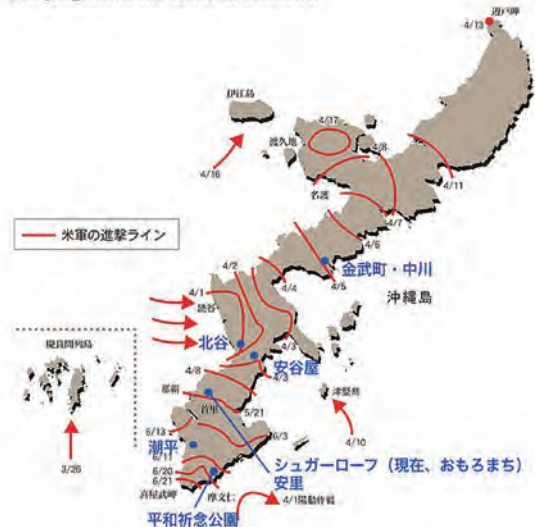 辺戸岬
4/13
伊江島
4/17
渡久地
4/8
4/16
4/11
名護
4/7
米軍の進撃ライン
4/6
4/2
金武町・中川
4/1
4/4
4/5
読谷
沖縄島
北谷
4/3
慶良間列島
安谷屋
4/8
4/3
那覇
津堅島
首里
5/21
6/13
6/3
潮平
4/10
6/11
シュガーローフ（現在、おもろまち）
安里
3/26
6/20
6/21
喜屋武岬
摩文仁
4/1陽動作戦
平和祈念公園